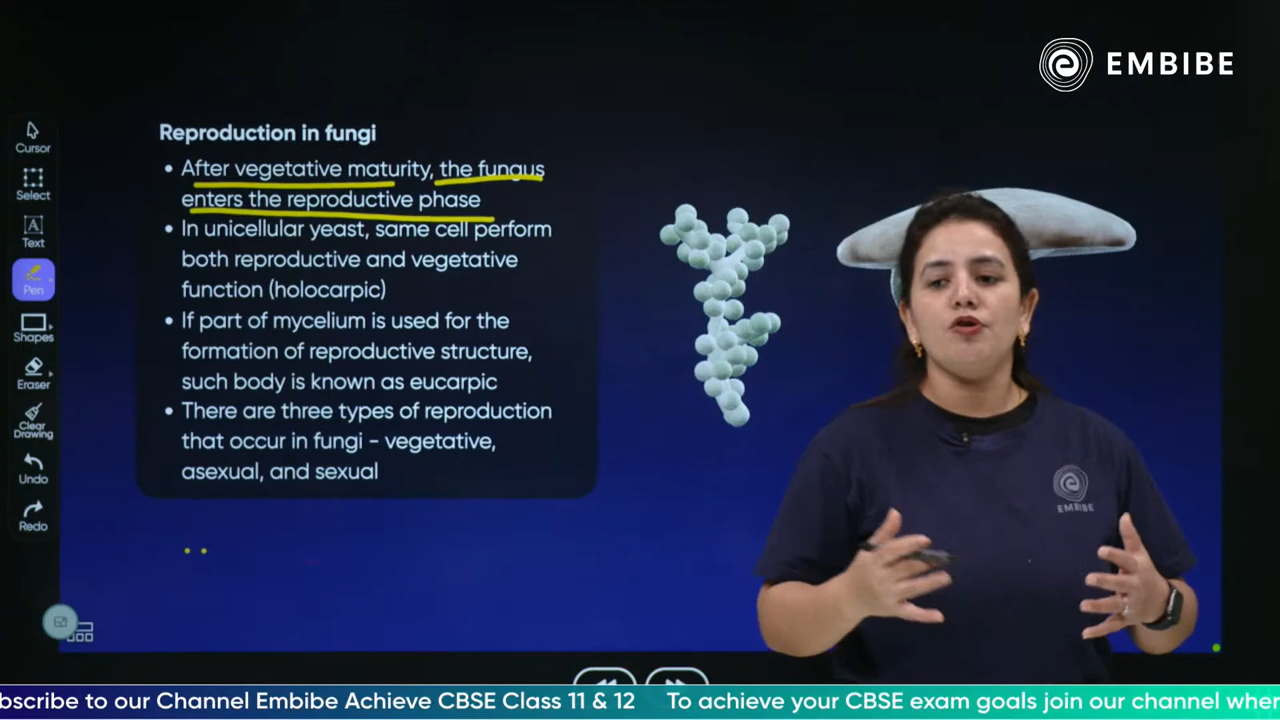 EMBIBE
Reproduction in fungi
• After vegetative maturity, the fungus
enters the reproductive phase
• In unicellular yeast, same cell perform
both reproductive and vegetative
function (holocarpic)
• If part of mycelium is used for the
formation of reproductive structure,
such body is known as eucarpic
• There are three types of reproduction
that occur in fungi - vegetative,
asexual, and sexual
Cursor
Select
A
Text
Pen
Shapes
Eraser
Clear
Drawing
Undo
Redo
EMBIBE
bscribe to our Channel Embibe Achieve CBSE Class 11 & 12 To achieve your CBSE exam goals join our channel wher